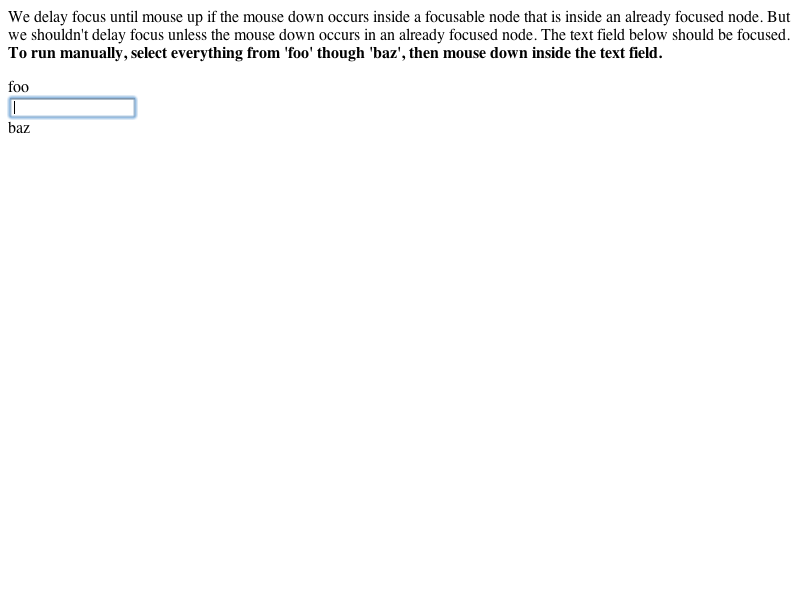 We delay focus until mouse up if the mouse down occurs inside a focusable node that is inside an already focused node. But
we shouldn't delay focus unless the mouse down occurs in an already focused node. The text field below should be focused.
To run manually, select everything from 'foo' though 'baz', then mouse down inside the text field.
foo
baz